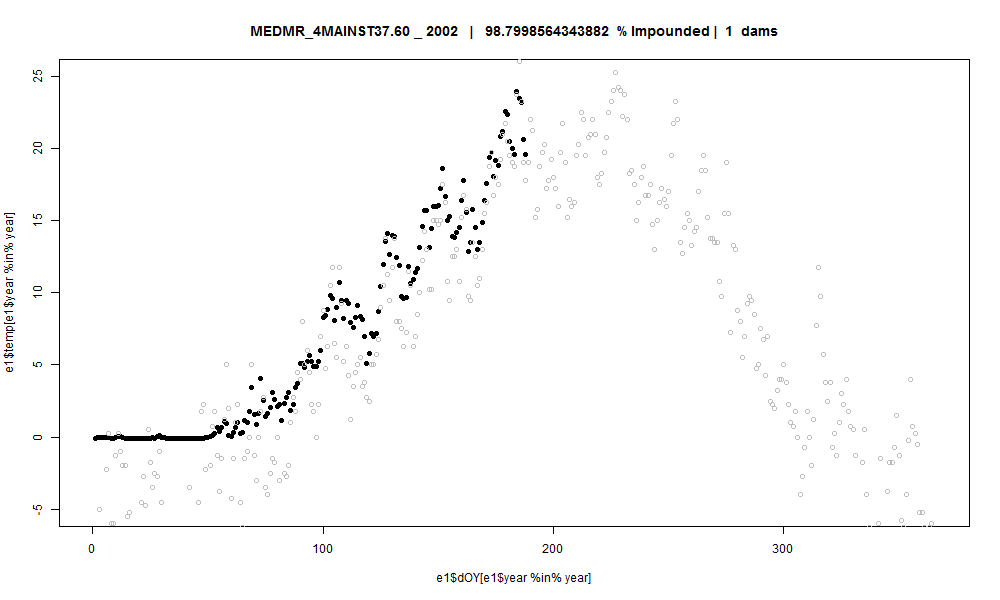 MEDMR_4MAINST37.60 _ 2002 | 98.7998564343882 % Impounded | 1 dams
25
20
15
10
5
0
-5
e1$temp[e1$year %in% year]
0 100 200 300
e1$dOY[e1$year %in% year]